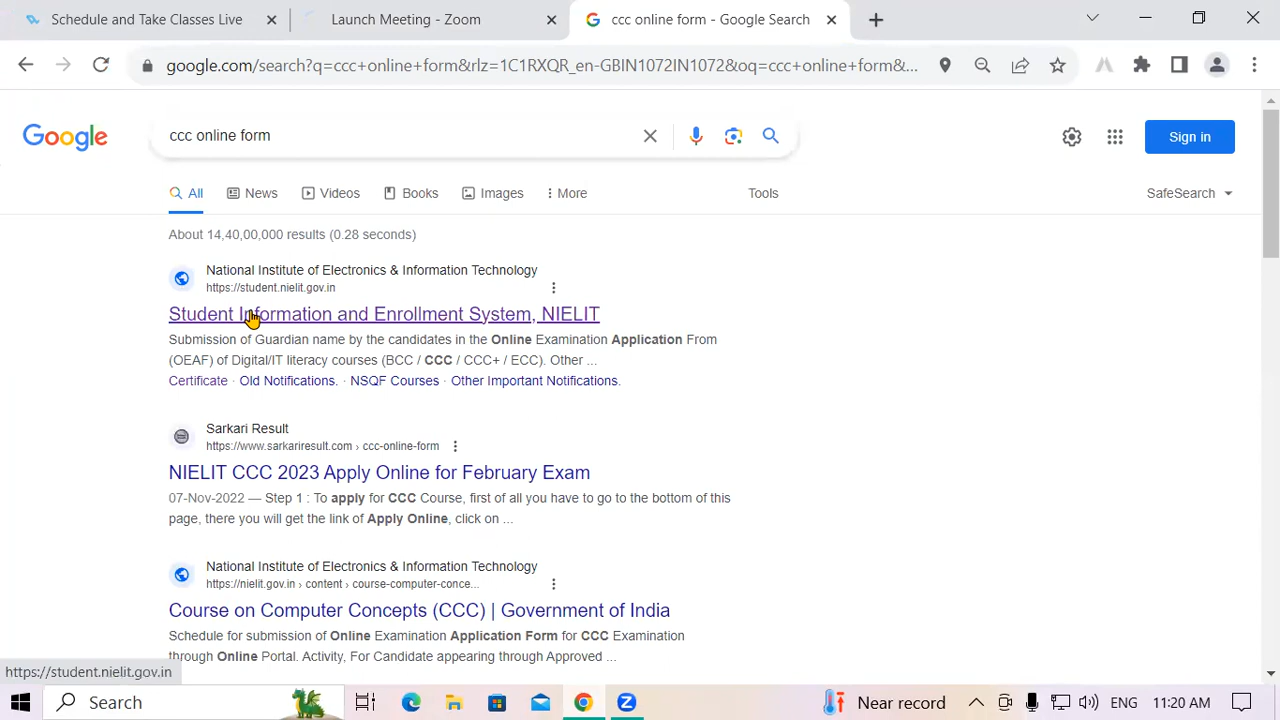 Schedule and Take Classes Live
Launch Meeting - Zoom
ccc online form - Google Search
google.com/search?q=ccc+online+form&rlz=1C1RXQR_en-GBIN1072IN1072&oq=ccc+online+form&...
Google
ccc online form
Sign in
All
News
Videos
Books
Images
More
Tools
SafeSearch
About 14,40,00,000 results (0.28 seconds)
National Institute of Electronics & Information Technology
https://student.nielit.gov.in
Student Information and Enrollment System, NIELIT
Submission of Guardian name by the candidates in the Online Examination Application From
(OEAF) of Digital/IT literacy courses (BCC / CCC / CCC+ / ECC). Other ...
Certificate · Old Notifications. · NSQF Courses · Other Important Notifications.
Sarkari Result
https://www.sarkariresult.com › ccc-online-form
NIELIT CCC 2023 Apply Online for February Exam
07-Nov-2022 — Step 1 : To apply for CCC Course, first of all you have to go to the bottom of this
page, there you will get the link of Apply Online, click on ...
National Institute of Electronics & Information Technology
https://nielit.gov.in › content › course-computer-conce...
Course on Computer Concepts (CCC) | Government of India
Schedule for submission of Online Examination Application Form for CCC Examination
through Online Portal. Activity, For Candidate appearing through Approved ...
https://student.nielit.gov.in
Search
Near record
ENG
11:20 AM